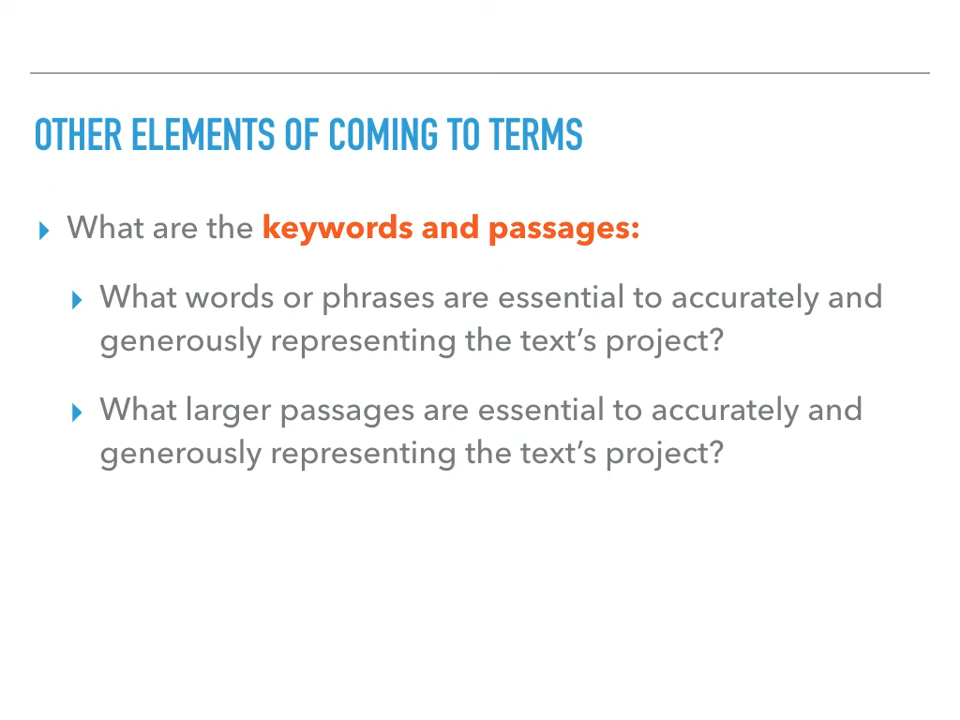 OTHER ELEMENTS OF COMING TO TERMS
What are the keywords and passages:
What words or phrases are essential to accurately and
generously representing the text’s project?
What larger passages are essential to accurately and
generously representing the text’s project?